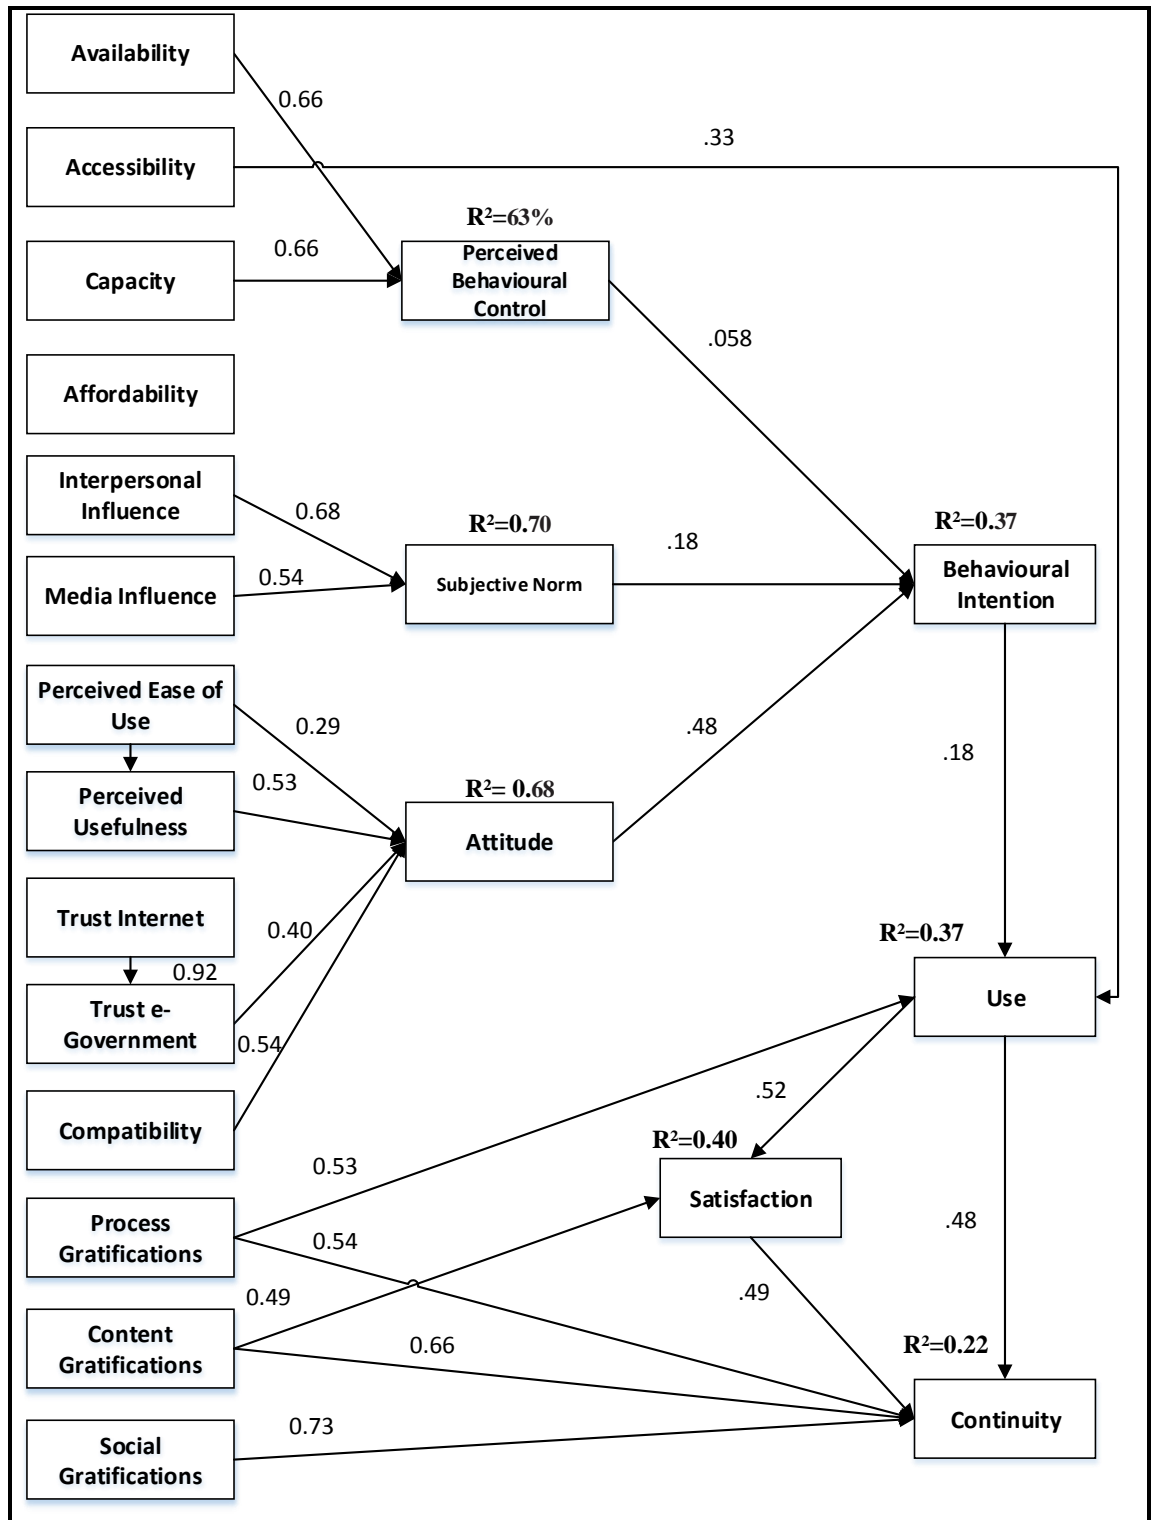 Availability
0.66
Accessibility
.33
R²=63%
Capacity
0.66
Perceived
Behavioural
Control
.058
Affordability
Interpersonal
Influence
0.68
R²=0.70
.18
R²=0.37
Media Influence
0.54
Subjective Norm
Behavioural
Intention
Perceived Ease of
Use
0.29
.48
.18
Perceived
Usefulness
0.53
R²= 0.68
Attitude
Trust Internet
0.40
R²=0.37
0.92
Trust e-
Government
0.54
Use
.52
Compatibility
0.53
R²=0.40
Process
Gratifications
0.54
Satisfaction
.48
0.49
.49
Content
Gratifications
0.66
R²=0.22
Continuity
0.73
Social
Gratifications